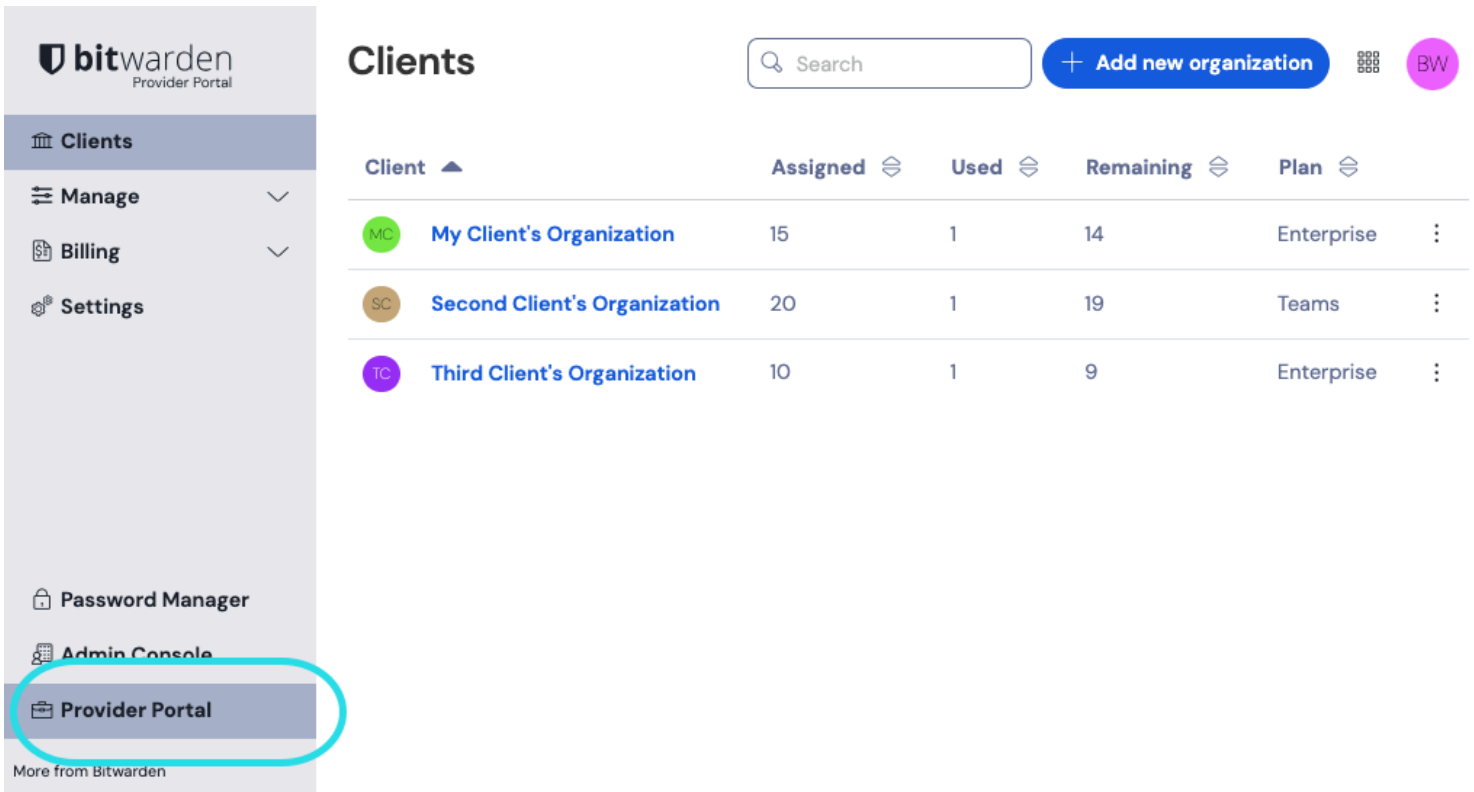 bitwarden
Provider Portal
Clients
Manage
Billing
Settings
Password Manager
Admin Console
Provider Portal
More from Bitwarden
Clients
Search
Add new organization
BW
Client Assigned Used Remaining Plan
MC My Client's Organization 15 1 14 Enterprise
SC Second Client's Organization 20 1 19 Teams
TC Third Client's Organization 10 1 9 Enterprise